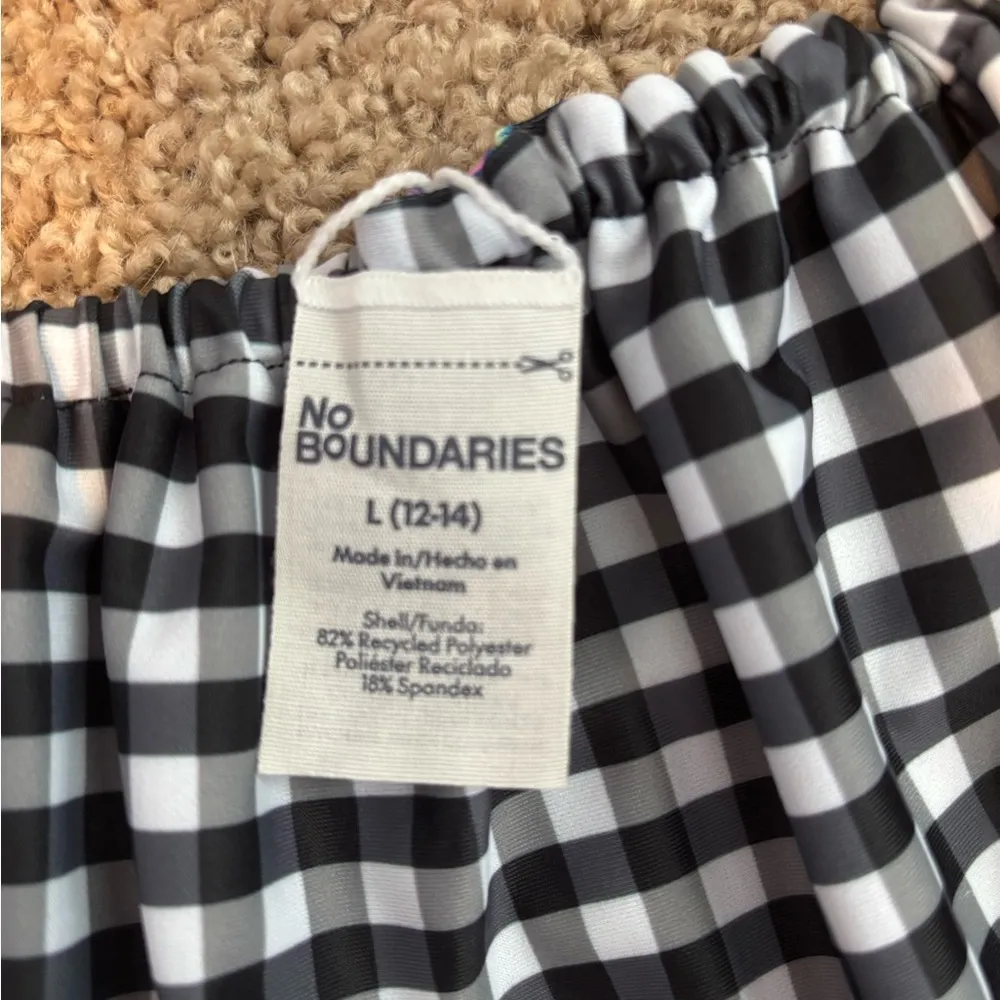 No
BOUNDARIES
L (12-14)
Made In/Hecho en
Vietnam
Shell/Funda:
82% Recycled Polyester
Poliéster Reciclado
18% Spandex